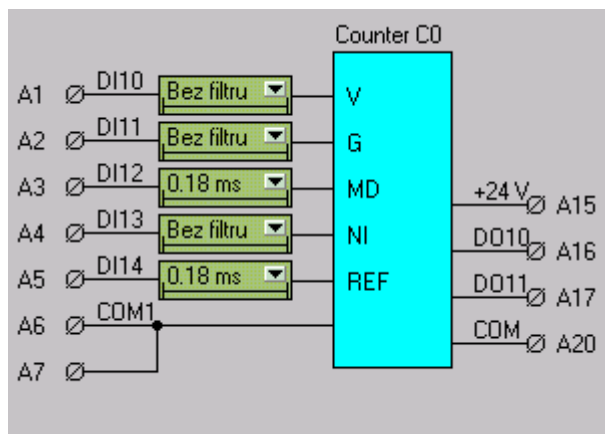 Counter C0
A1 DI10 Bez filtru V
A2 DI11 Bez filtru G
A3 DI12 0.18 ms MD
+24 V A15
A4 DI13 Bez filtru NI
DO10 A16
A5 DI14 0.18 ms REF
DO11 A17
A6 COM1
COM A20
A7